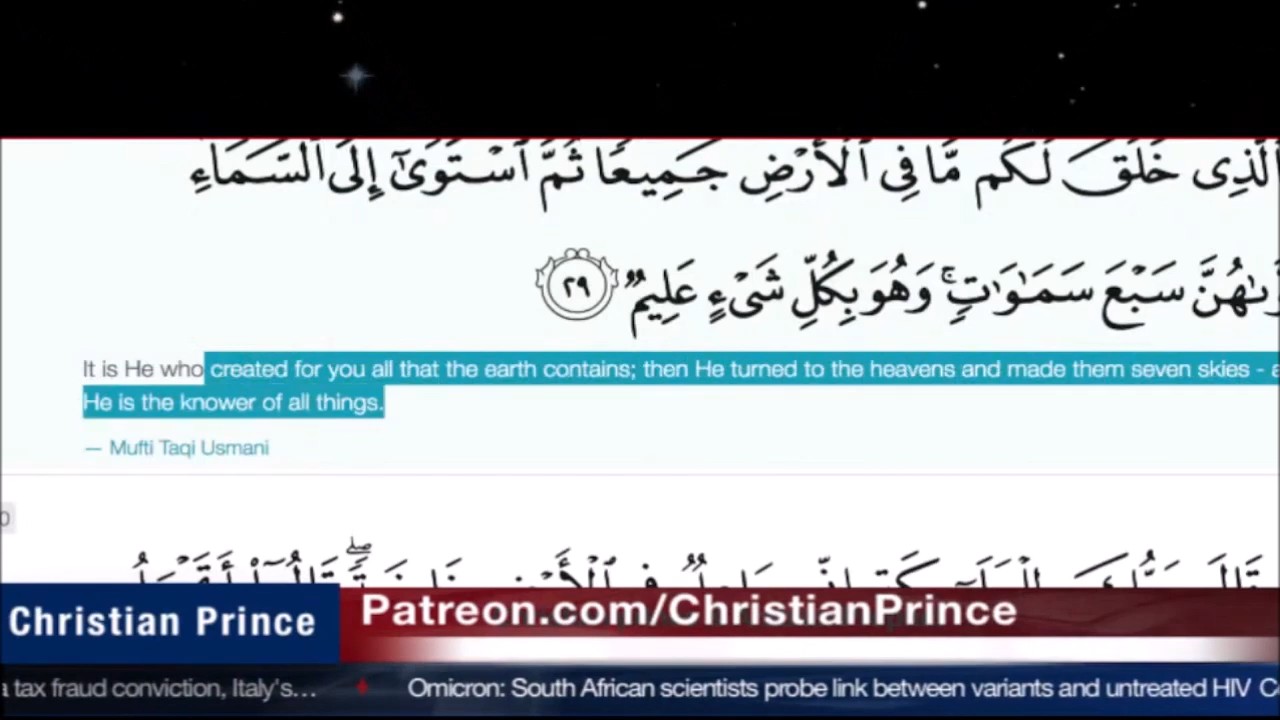 ٱلَّذِى خَلَقَ لَكُم مَّا فِى ٱلْأَرْضِ جَمِيعًا ثُمَّ ٱسْتَوَىٰٓ إِلَى ٱلسَّمَآءِ
سَبْعَ سَمَـٰوَٰتٍۢ ۚ وَهُوَ بِكُلِّ شَىْءٍ عَلِيمٌۭ ٢٩
It is He who created for you all that the earth contains; then He turned to the heavens and made them seven skies -
He is the knower of all things.
— Mufti Taqi Usmani
0
Christian Prince
Patreon.com/ChristianPrince
a tax fraud conviction, Italy's... Omicron: South African scientists probe link between variants and untreated HIV